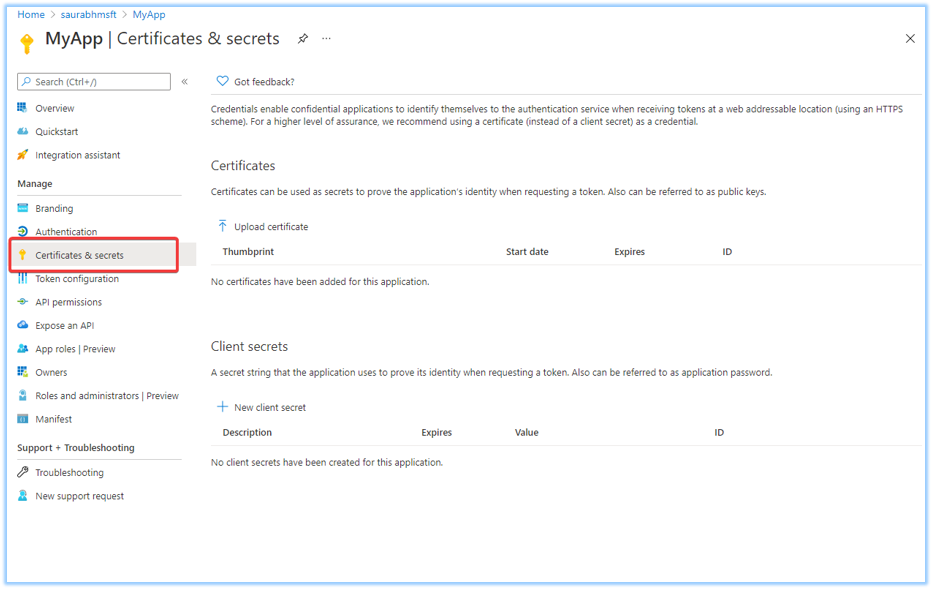 Home > saurabhmsft > MyApp
MyApp | Certificates & secrets ...
Search (Ctrl+/) «
Overview
Quickstart
Integration assistant
Manage
Branding
Authentication
Certificates & secrets
Token configuration
API permissions
Expose an API
App roles | Preview
Owners
Roles and administrators | Preview
Manifest
Support + Troubleshooting
Troubleshooting
New support request
Got feedback?
Credentials enable confidential applications to identify themselves to the authentication service when receiving tokens at a web addressable location (using an HTTPS
scheme). For a higher level of assurance, we recommend using a certificate (instead of a client secret) as a credential.
Certificates
Certificates can be used as secrets to prove the application's identity when requesting a token. Also can be referred to as public keys.
Upload certificate
Thumbprint Start date Expires ID
No certificates have been added for this application.
Client secrets
A secret string that the application uses to prove its identity when requesting a token. Also can be referred to as application password.
New client secret
Description Expires Value ID
No client secrets have been created for this application.